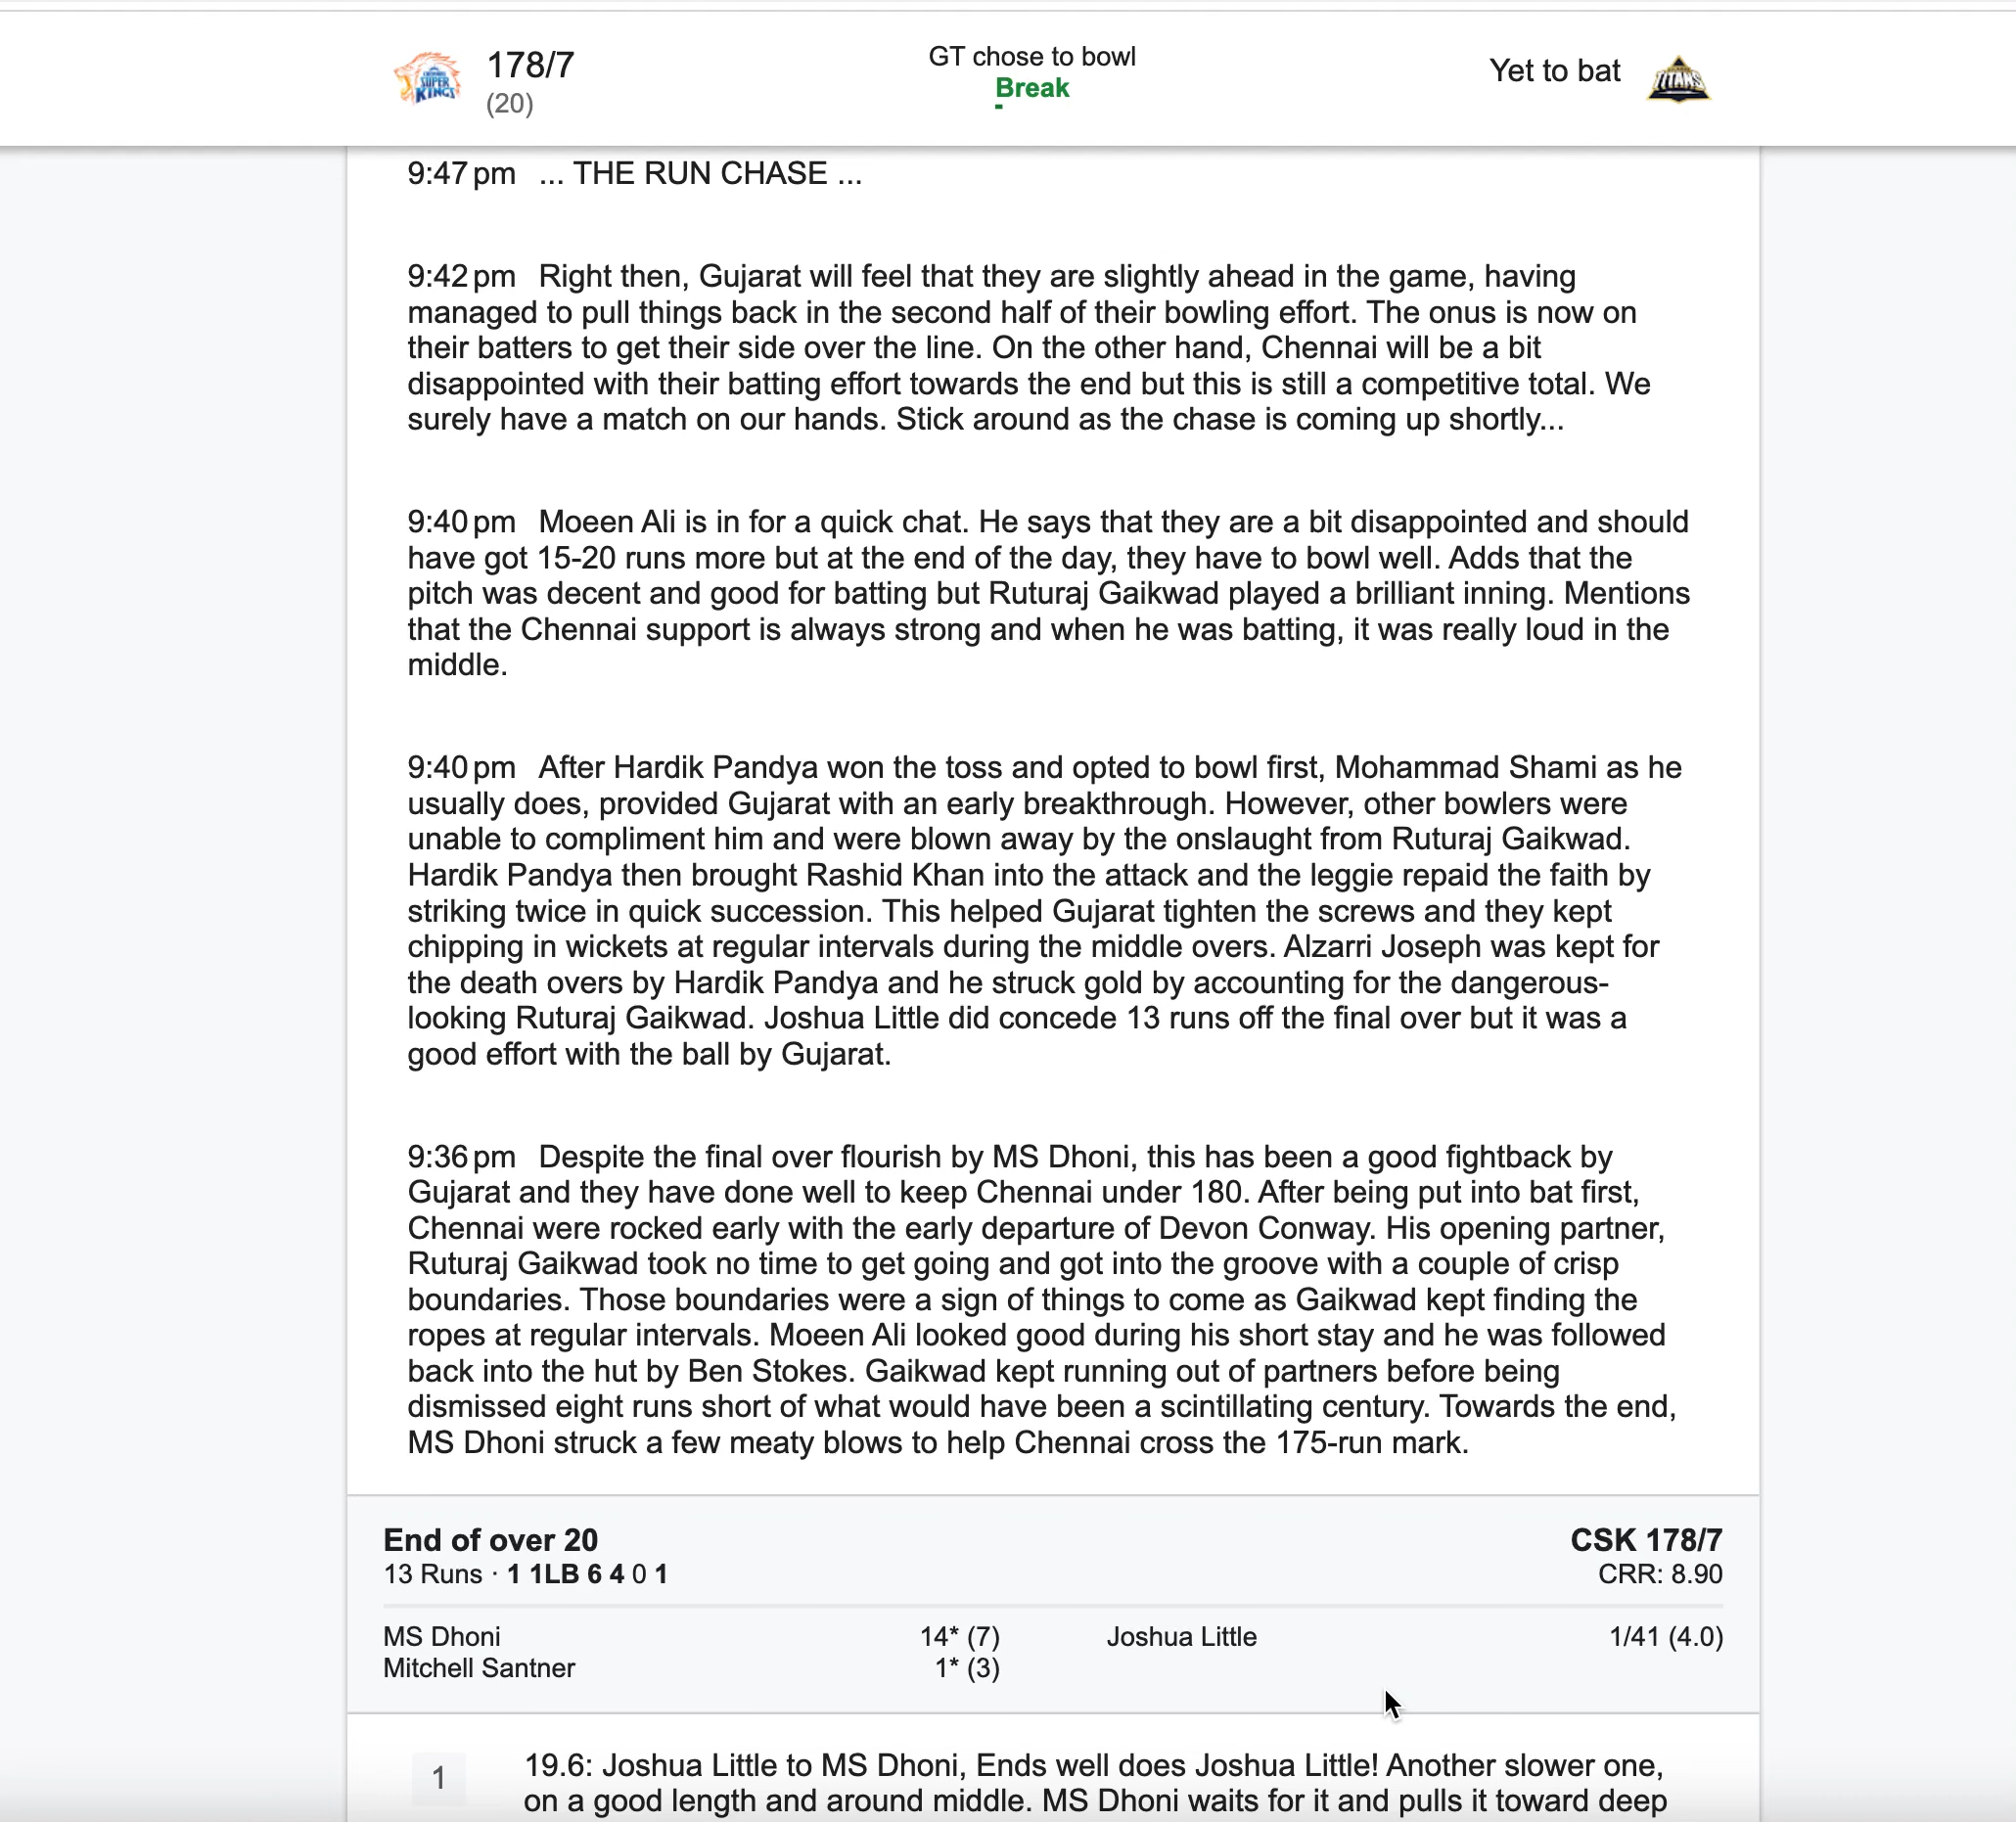 178/7
(20)
GT chose to bowl
Break
Yet to bat
SUPER
KINGS
TITANS
9:47 pm ... THE RUN CHASE ...
9:42 pm Right then, Gujarat will feel that they are slightly ahead in the game, having
managed to pull things back in the second half of their bowling effort. The onus is now on
their batters to get their side over the line. On the other hand, Chennai will be a bit
disappointed with their batting effort towards the end but this is still a competitive total. We
surely have a match on our hands. Stick around as the chase is coming up shortly...
9:40 pm Moeen Ali is in for a quick chat. He says that they are a bit disappointed and should
have got 15-20 runs more but at the end of the day, they have to bowl well. Adds that the
pitch was decent and good for batting but Ruturaj Gaikwad played a brilliant inning. Mentions
that the Chennai support is always strong and when he was batting, it was really loud in the
middle.
9:40 pm After Hardik Pandya won the toss and opted to bowl first, Mohammad Shami as he
usually does, provided Gujarat with an early breakthrough. However, other bowlers were
unable to compliment him and were blown away by the onslaught from Ruturaj Gaikwad.
Hardik Pandya then brought Rashid Khan into the attack and the leggie repaid the faith by
striking twice in quick succession. This helped Gujarat tighten the screws and they kept
chipping in wickets at regular intervals during the middle overs. Alzarri Joseph was kept for
the death overs by Hardik Pandya and he struck gold by accounting for the dangerous-
looking Ruturaj Gaikwad. Joshua Little did concede 13 runs off the final over but it was a
good effort with the ball by Gujarat.
9:36 pm Despite the final over flourish by MS Dhoni, this has been a good fightback by
Gujarat and they have done well to keep Chennai under 180. After being put into bat first,
Chennai were rocked early with the early departure of Devon Conway. His opening partner,
Ruturaj Gaikwad took no time to get going and got into the groove with a couple of crisp
boundaries. Those boundaries were a sign of things to come as Gaikwad kept finding the
ropes at regular intervals. Moeen Ali looked good during his short stay and he was followed
back into the hut by Ben Stokes. Gaikwad kept running out of partners before being
dismissed eight runs short of what would have been a scintillating century. Towards the end,
MS Dhoni struck a few meaty blows to help Chennai cross the 175-run mark.
End of over 20 CSK 178/7
13 Runs · 1 1LB 6 4 0 1 CRR: 8.90
MS Dhoni 14* (7) Joshua Little 1/41 (4.0)
Mitchell Santner 1* (3)
1 19.6: Joshua Little to MS Dhoni, Ends well does Joshua Little! Another slower one,
on a good length and around middle. MS Dhoni waits for it and pulls it toward deep